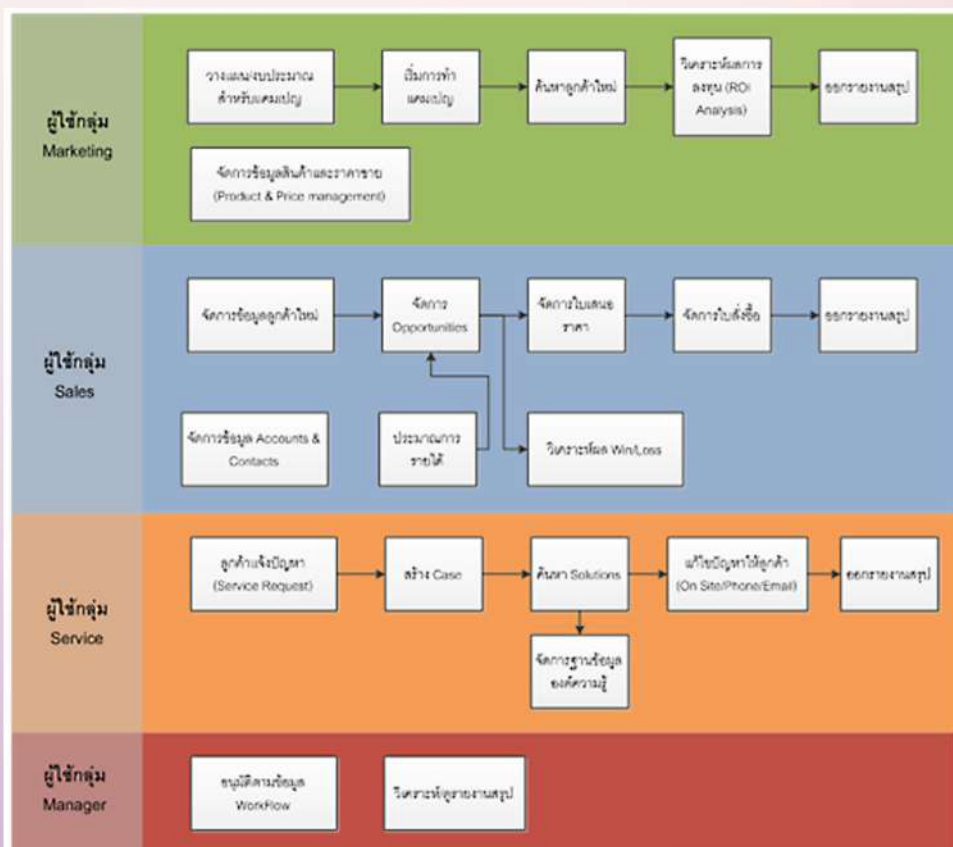 ผู้ใช้กลุ่ม
Marketing
วางแผนงบประมาณ
สำหรับแคมเปญ
เริ่มการทำ
แคมเปญ
ค้นหาลูกค้าใหม่
วิเคราะห์ผลการ
ลงทุน (ROI
Analysis)
ออกรายงานสรุป
จัดการข้อมูลสินค้าและราคาขาย
(Product & Price management)
ผู้ใช้กลุ่ม
Sales
จัดการข้อมูลลูกค้าใหม่
จัดการ
Opportunities
จัดการใบเสนอ
ราคา
จัดการใบสั่งซื้อ
ออกรายงานสรุป
จัดการข้อมูล Accounts &
Contacts
ประมาณการ
รายได้
วิเคราะห์ผล Win/Loss
ผู้ใช้กลุ่ม
Service
ลูกค้าแจ้งปัญหา
(Service Request)
สร้าง Case
ค้นหา Solutions
แก้ไขปัญหาให้ลูกค้า
(On Site/Phone/Email)
ออกรายงานสรุป
จัดการฐานข้อมูล
องค์ความรู้
ผู้ใช้กลุ่ม
Manager
อนุมัติตามข้อมูล
WorkFlow
วิเคราะห์/ดูรายงานสรุป